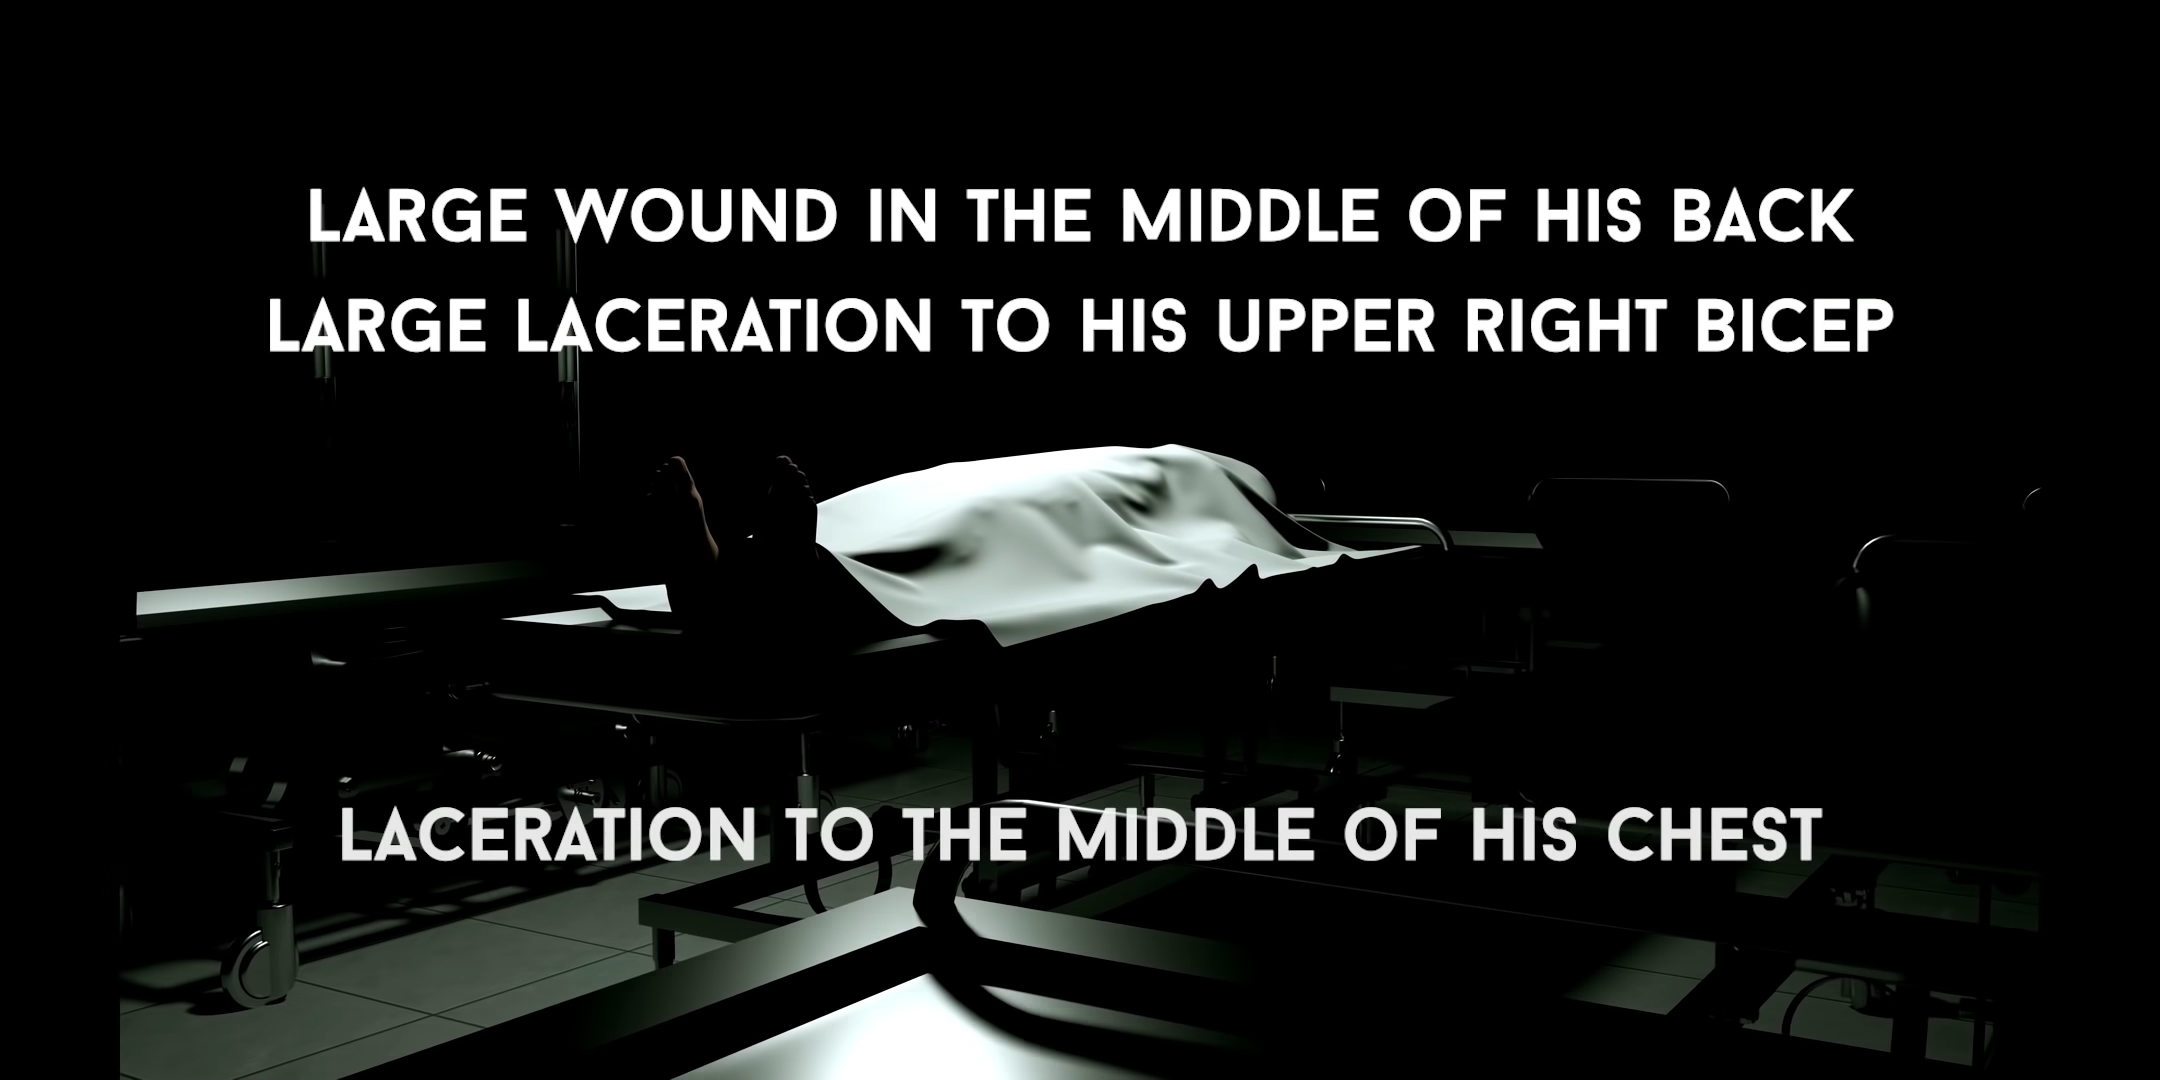 LARGE WOUND IN THE MIDDLE OF HIS BACK
LARGE LACERATION TO HIS UPPER RIGHT BICEP
LACERATION TO THE MIDDLE OF HIS CHEST